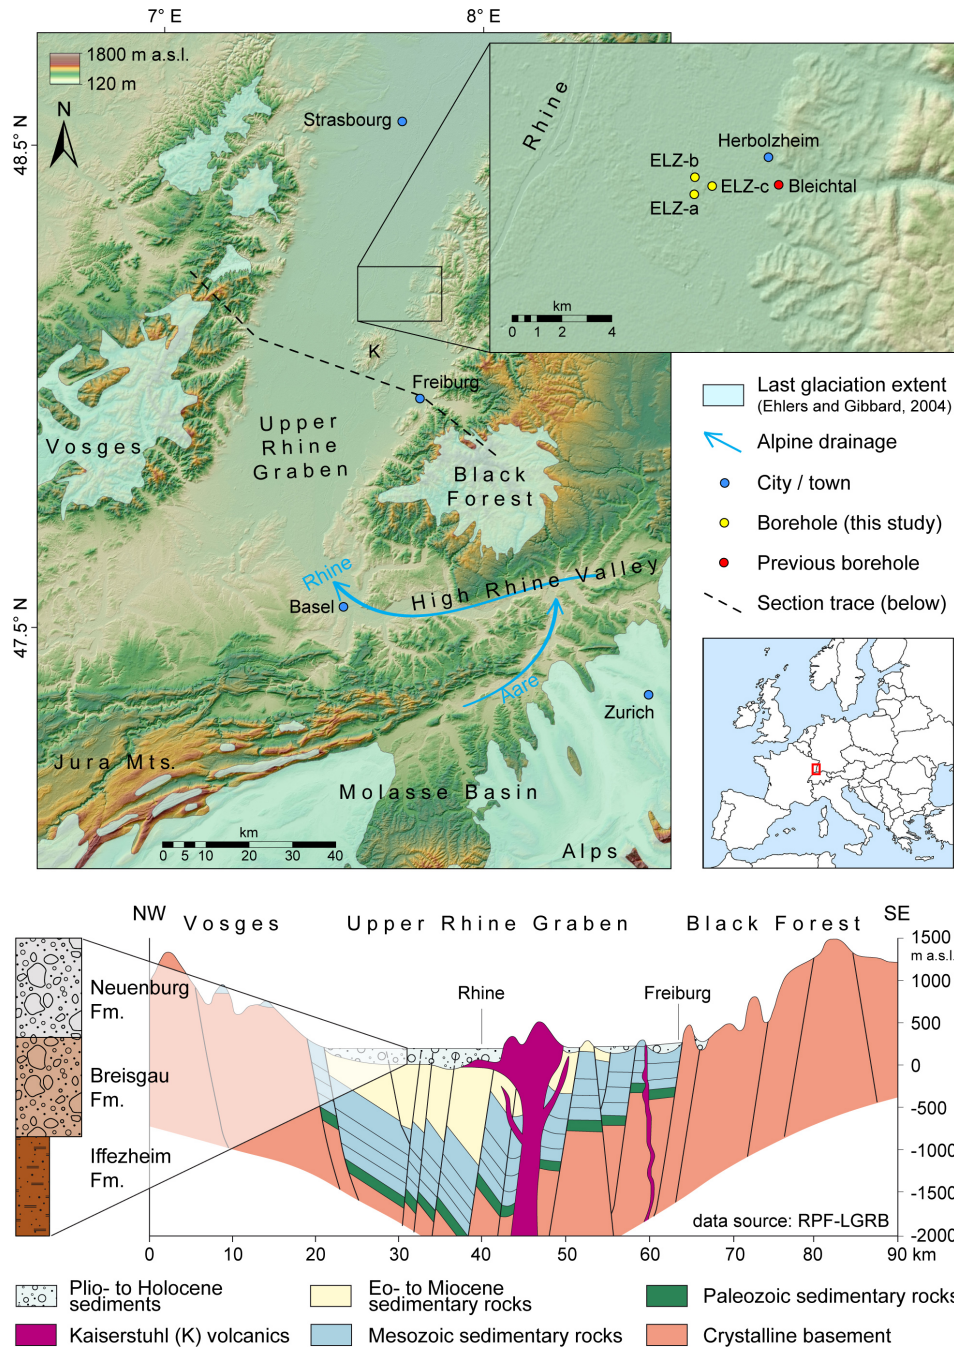 7° E
8° E
1800 m a.s.l.
120 m
N
48.5° N
47.5° N
Strasbourg
K
Freiburg
Vosges
Upper
Rhine
Graben
Black
Forest
Rhine
Basel
High Rhine Valley
Aare
Zurich
Jura Mts.
Molasse Basin
Alps
km
0 5 10 20 30 40
Rhine
Herbolzheim
ELZ-b
ELZ-c
Bleichtal
ELZ-a
km
0 1 2 4
Last glaciation extent
(Ehlers and Gibbard, 2004)
Alpine drainage
City / town
Borehole (this study)
Previous borehole
Section trace (below)
NW
Vosges
Upper Rhine Graben
Black Forest
SE
Neuenburg
Fm.
Breisgau
Fm.
Iffezheim
Fm.
Rhine
Freiburg
1500
m a.s.l.
1000
500
0
-500
-1000
-1500
-2000
data source: RPF-LGRB
0 10 20 30 40 50 60 70 80 90 km
Plio- to Holocene
sediments
Eo- to Miocene
sedimentary rocks
Paleozoic sedimentary rocks
Kaiserstuhl (K) volcanics
Mesozoic sedimentary rocks
Crystalline basement